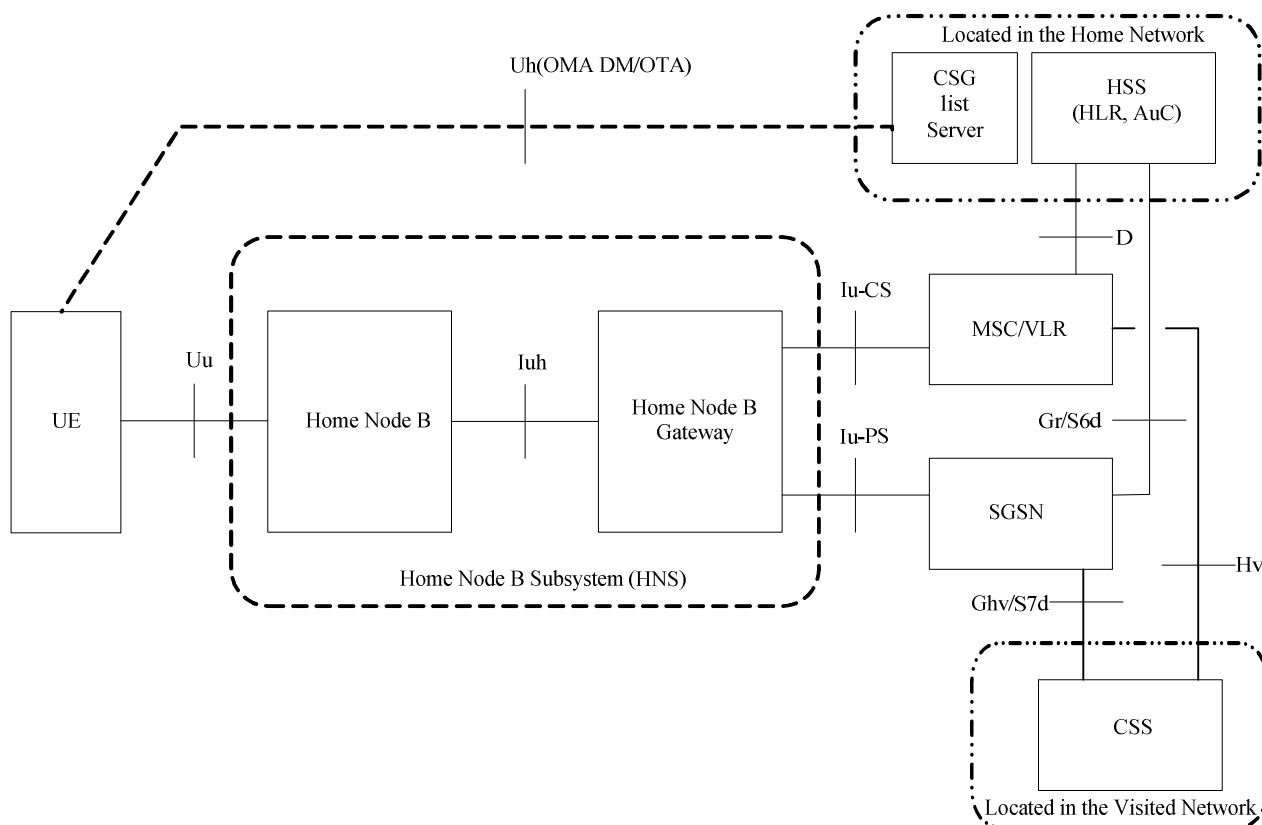 Located in the Home Network
Uh(OMA DM/OTA)
CSG
list
Server
HSS
(HLR, AuC)
D
Iu-CS
MSC/VLR
Uu
Iuh
UE
Home Node B
Home Node B
Gateway
Gr/S6d
Iu-PS
SGSN
Home Node B Subsystem (HNS)
Hv
Ghv/S7d
CSS
Located in the Visited Network